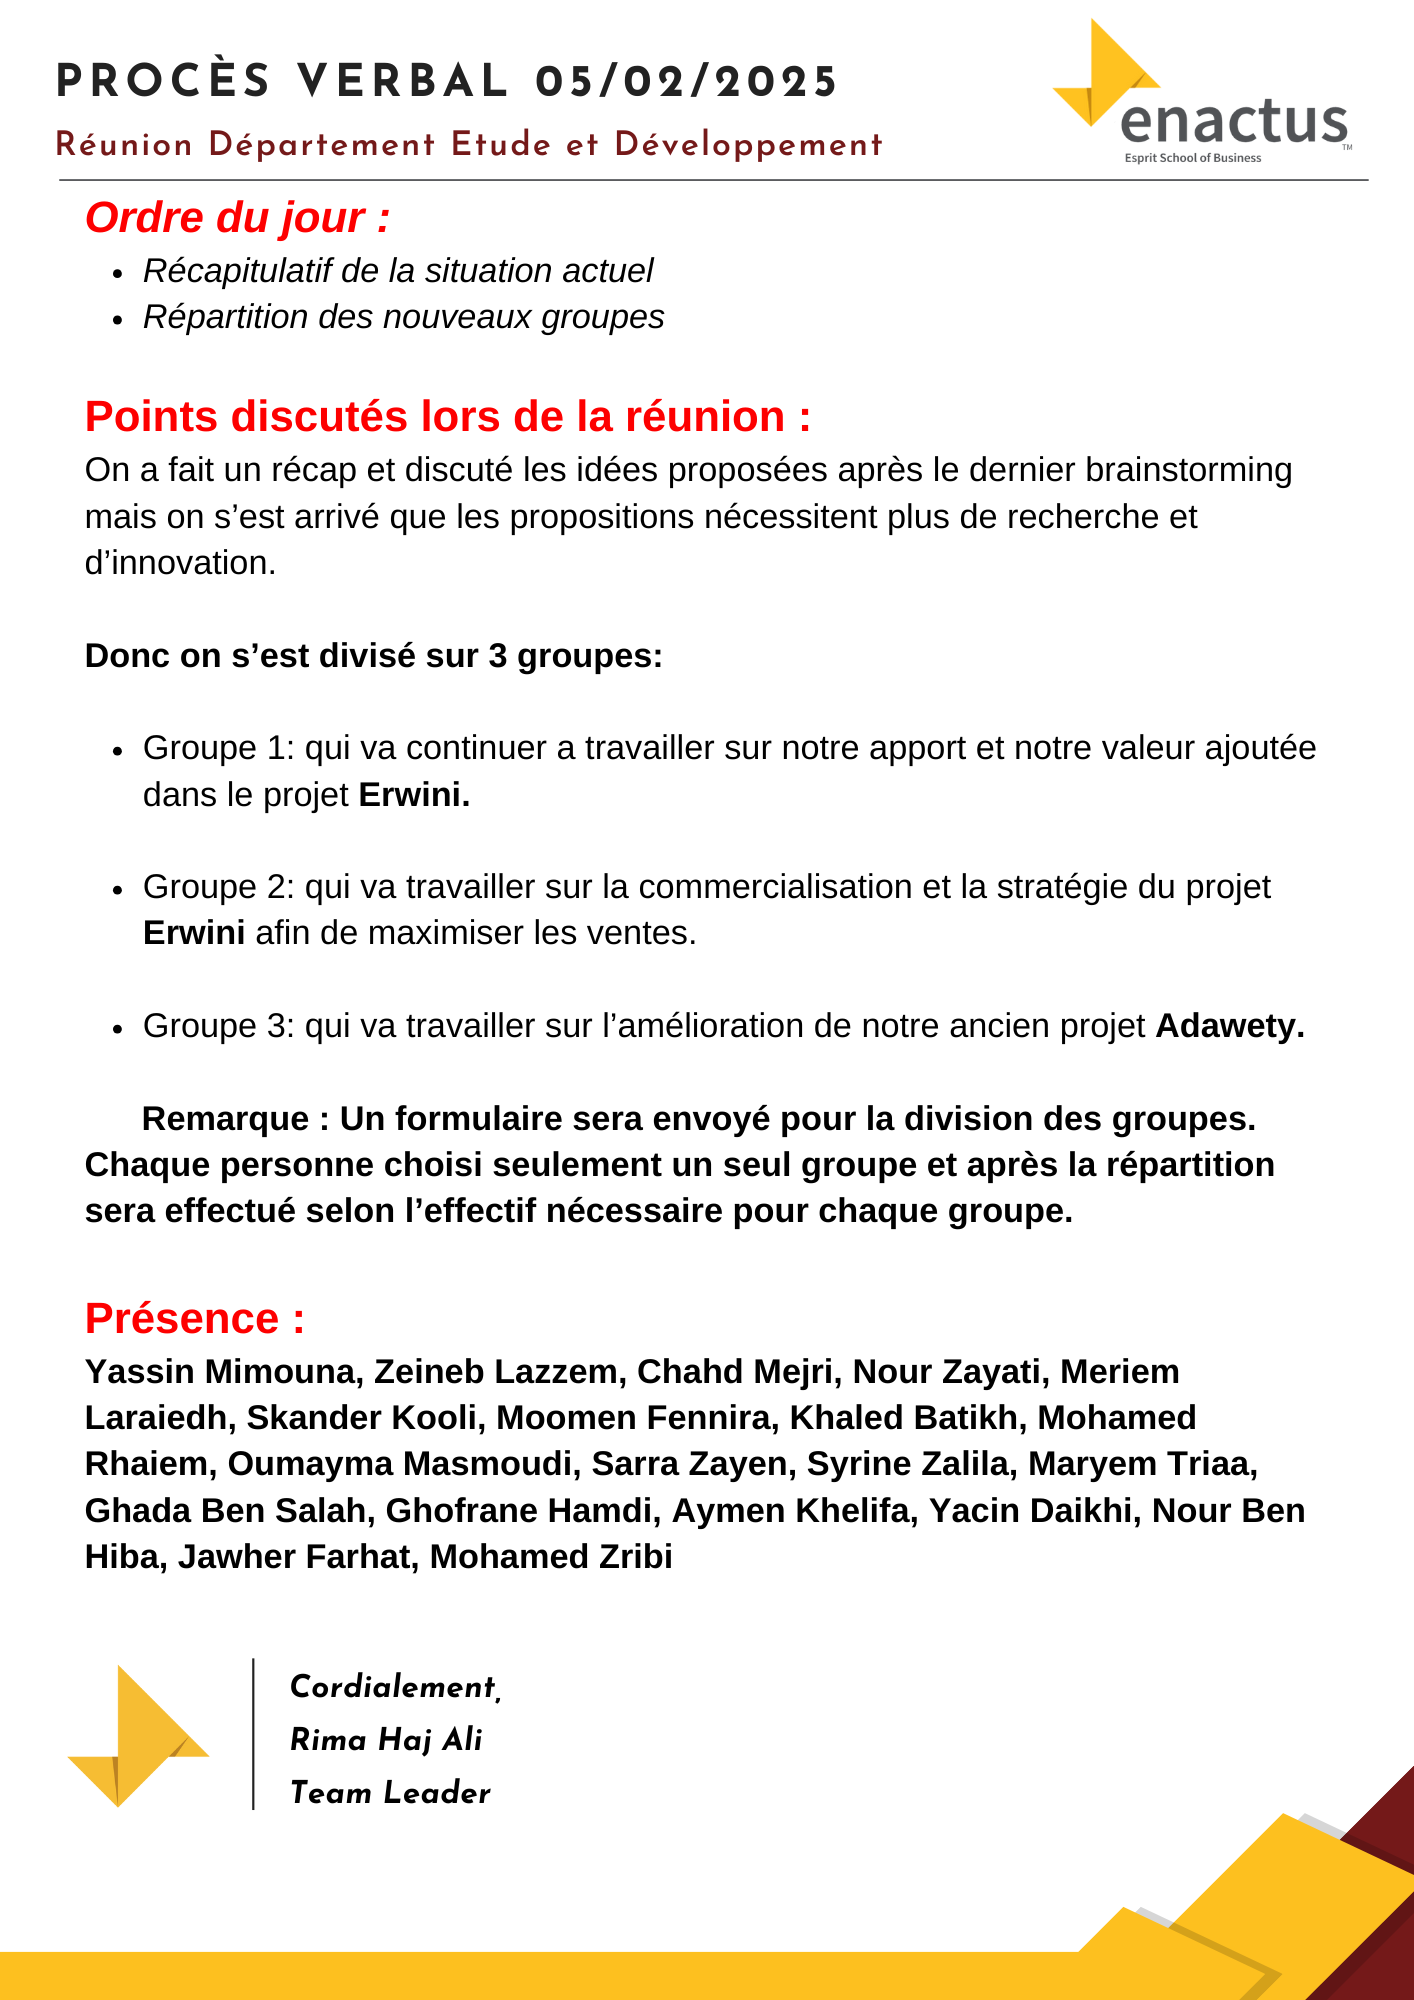 PROCÈS VERBAL 05/02/2025
Réunion Département Etude et Développement
enactus
TM
Esprit School of Business
Ordre du jour :
• Récapitulatif de la situation actuel
• Répartition des nouveaux groupes
Points discutés lors de la réunion :
On a fait un récap et discuté les idées proposées après le dernier brainstorming
mais on s’est arrivé que les propositions nécessitent plus de recherche et
d’innovation.
Donc on s’est divisé sur 3 groupes:
• Groupe 1: qui va continuer a travailler sur notre apport et notre valeur ajoutée
dans le projet Erwini.
• Groupe 2: qui va travailler sur la commercialisation et la stratégie du projet
Erwini afin de maximiser les ventes.
• Groupe 3: qui va travailler sur l’amélioration de notre ancien projet Adawety.
Remarque : Un formulaire sera envoyé pour la division des groupes.
Chaque personne choisi seulement un seul groupe et après la répartition
sera effectué selon l’effectif nécessaire pour chaque groupe.
Présence :
Yassin Mimouna, Zeineb Lazzem, Chahd Mejri, Nour Zayati, Meriem
Laraiedh, Skander Kooli, Moomen Fennira, Khaled Batikh, Mohamed
Rhaiem, Oumayma Masmoudi, Sarra Zayen, Syrine Zalila, Maryem Triaa,
Ghada Ben Salah, Ghofrane Hamdi, Aymen Khelifa, Yacin Daikhi, Nour Ben
Hiba, Jawher Farhat, Mohamed Zribi
Cordialement,
Rima Haj Ali
Team Leader